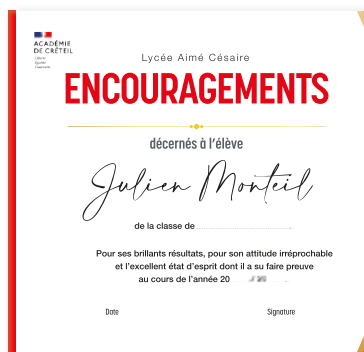 ACADÉMIE
DE CRÉTEIL
Liberté
Égalité
Fraternité
Lycée Aimé Césaire
ENCOURAGEMENTS
décernés à l'élève
Julien Monteil
de la classe de
Pour ses brillants résultats, pour son attitude irréprochable
et l'excellent état d'esprit dont il a su faire preuve
au cours de l'année 20
Date Signature